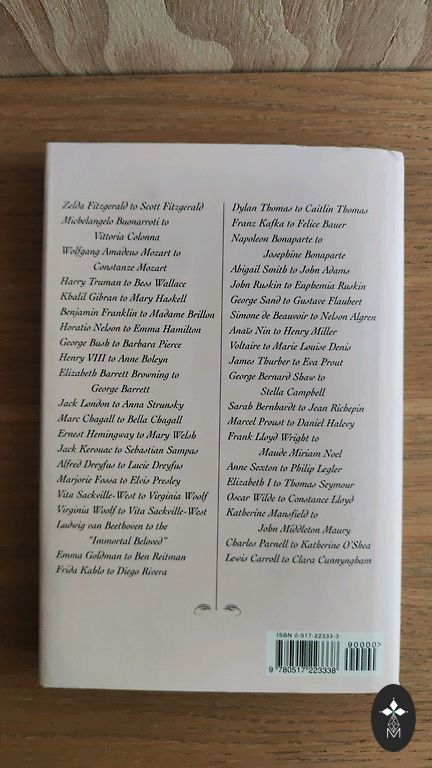 Zelda Fitzgerald to Scott Fitzgerald
Michelangelo Buonarroti to
Vittoria Colonna
Wolfgang Amadeus Mozart to
Constanze Mozart
Harry Truman to Bess Wallace
Khalil Gibran to Mary Haskell
Benjamin Franklin to Madame Brillon
Horatio Nelson to Emma Hamilton
George Bush to Barbara Pierce
Henry VIII to Anne Boleyn
Elizabeth Barrett Browning to
George Barrett
Jack London to Anna Strunsky
Marc Chagall to Bella Chagall
Ernest Hemingway to Mary Welsh
Jack Kerouac to Sebastian Sampas
Alfred Dreyfus to Lucie Dreyfus
Marjorie Fossa to Elvis Presley
Vita Sackville-West to Virginia Woolf
Virginia Woolf to Vita Sackville-West
Ludwig van Beethoven to the
"Immortal Beloved"
Emma Goldman to Ben Reitman
Frida Kahlo to Diego Rivera
Dylan Thomas to Caitlin Thomas
Franz Kafka to Felice Bauer
Napoleon Bonaparte to
Josephine Bonaparte
Abigail Smith to John Adams
John Ruskin to Euphemia Ruskin
George Sand to Gustave Flaubert
Simone de Beauvoir to Nelson Algren
Anaïs Nin to Henry Miller
Voltaire to Marie Louise Denis
James Thurber to Eva Prout
George Bernard Shaw to
Stella Campbell
Sarah Bernhardt to Jean Richepin
Marcel Proust to Daniel Halevy
Frank Lloyd Wright to
Maude Miriam Noel
Anne Sexton to Philip Legler
Elizabeth I to Thomas Seymour
Oscar Wilde to Constance Lloyd
Katherine Mansfield to
John Middleton Maury
Charles Parnell to Katherine O'Shea
Lewis Carroll to Clara Cunnyngham
ISBN 0-517-22333-3
90000>
9 780517 223338
M